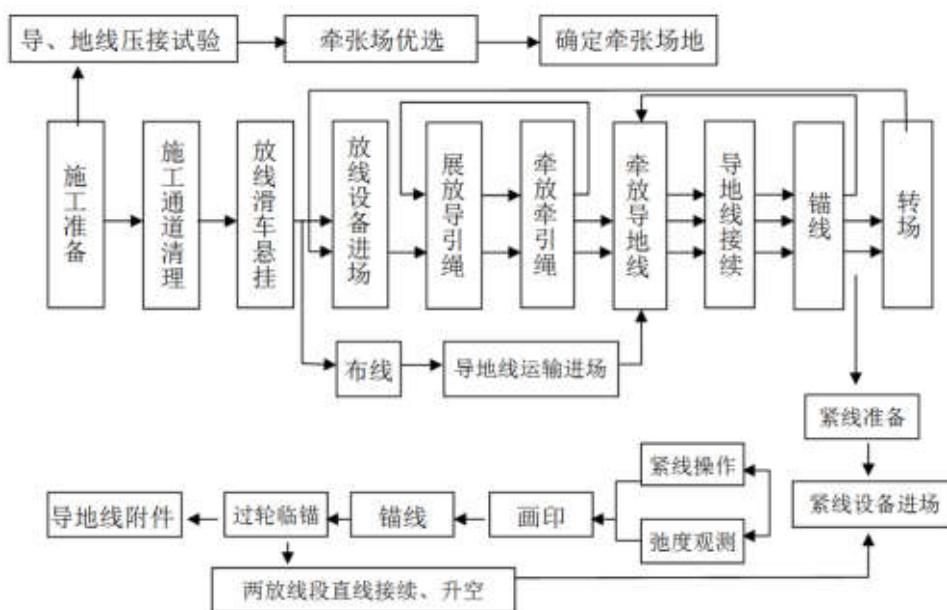 导、地线压接试验
牵张场优选
确定牵张场地
施工准备
施工通道清理
放线滑车悬挂
放线设备进场
展放导引绳
牵放牵引绳
牵放导地线
导地线接续
锚线
转场
布线
导地线运输进场
紧线准备
紧线设备进场
紧线操作
弛度观测
画印
锚线
过轮临锚
导地线附件
两放线段直线接续、升空